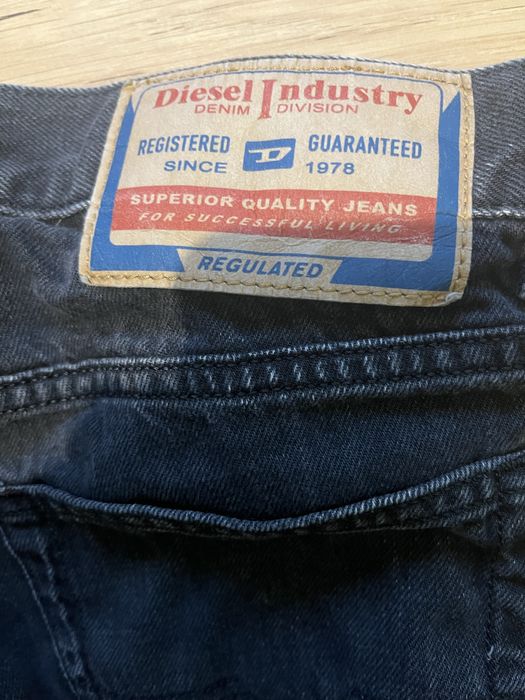 Diesel Industry
DENIM DIVISION
REGISTERED D GUARANTEED
SINCE 1978
SUPERIOR QUALITY JEANS
FOR SUCCESSFUL LIVING
REGULATED